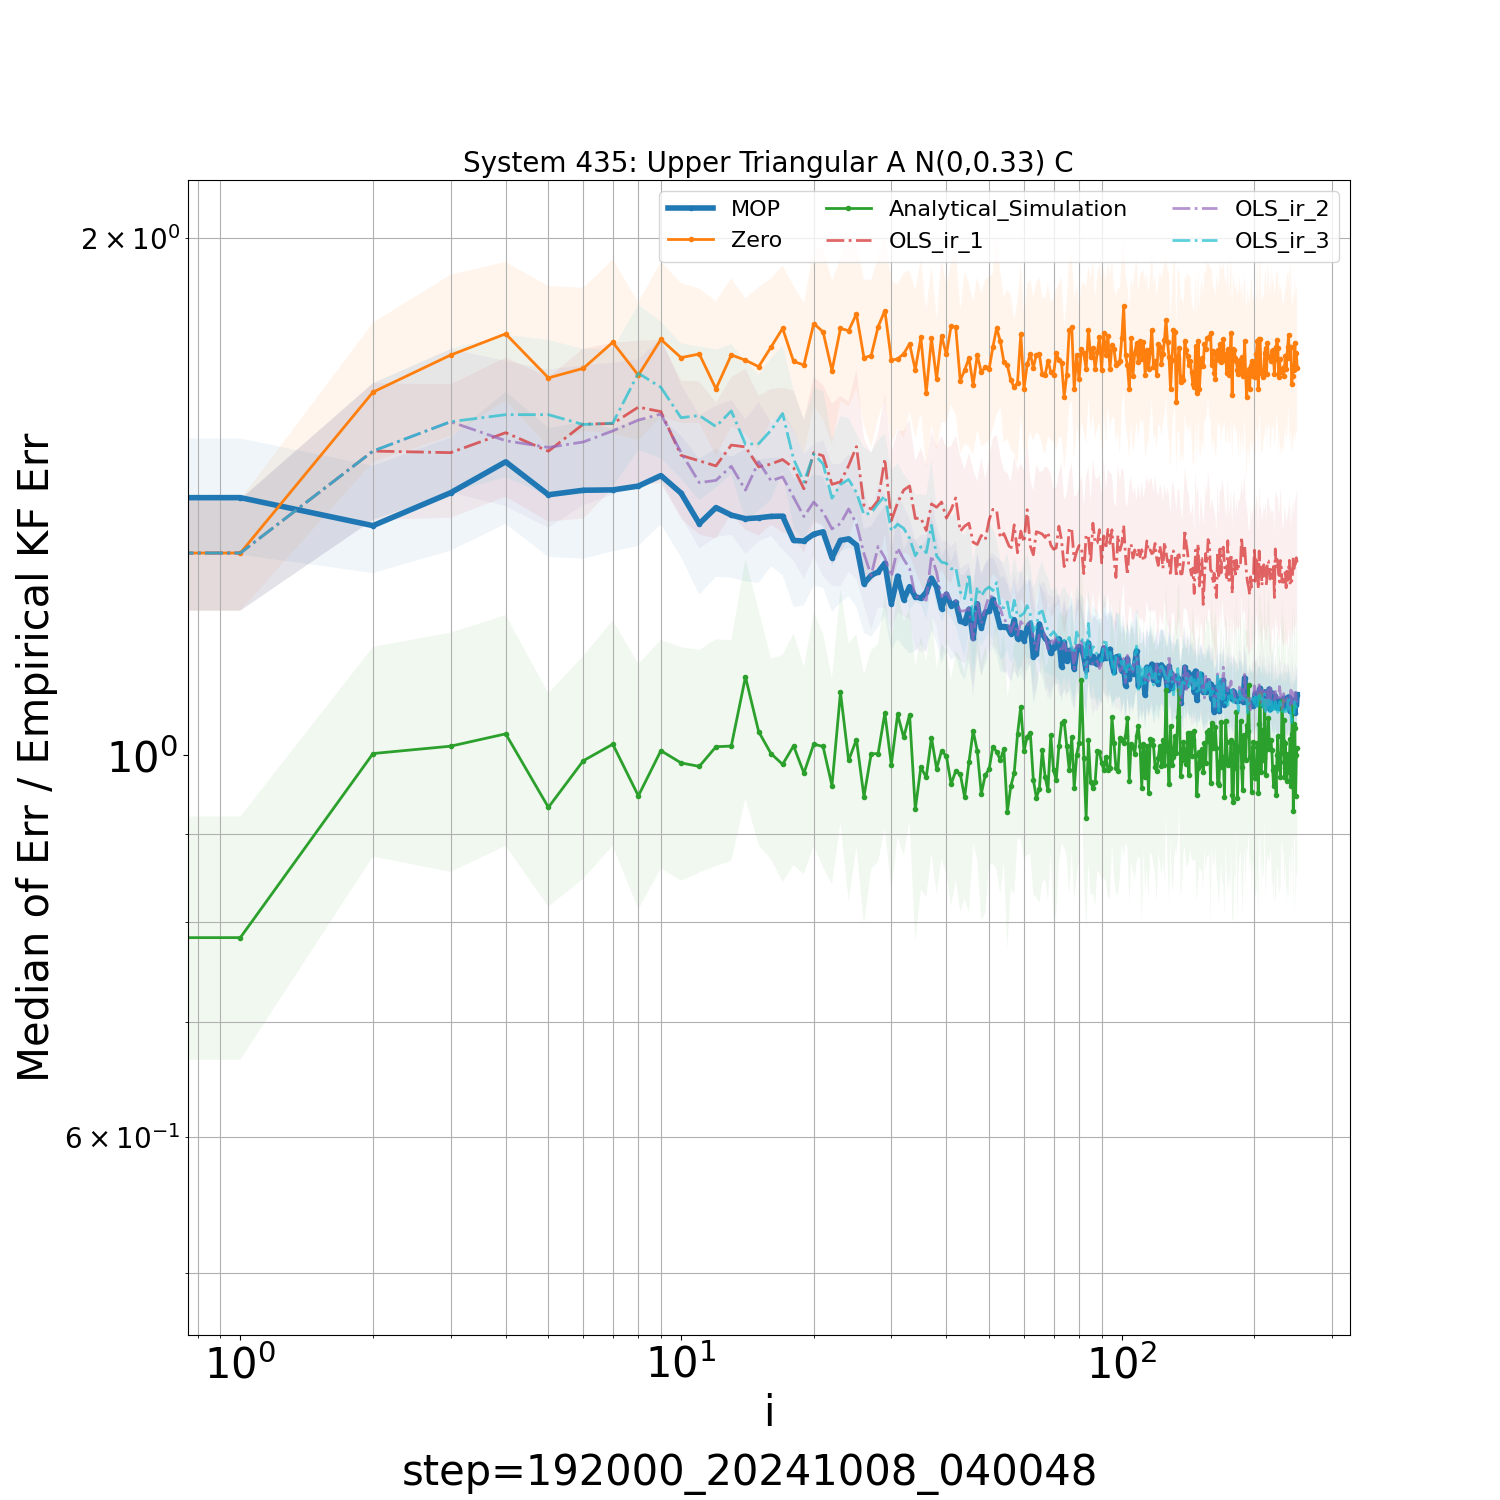 System 435: Upper Triangular A N(0,0.33) C
MOP
Zero
Analytical_Simulation
OLS_ir_1
OLS_ir_2
OLS_ir_3
Median of Err / Empirical KF Err
2 × 10⁰
10⁰
6 × 10⁻¹
10⁰ 10¹ 10²
i
step=192000_20241008_040048